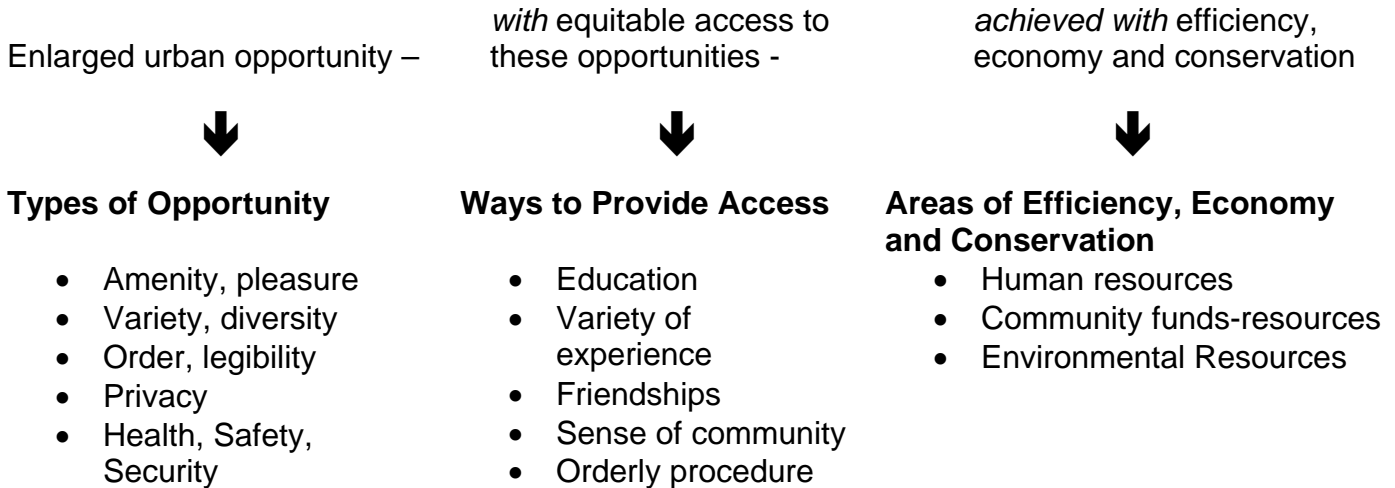 Enlarged urban opportunity –
with equitable access to
these opportunities -
achieved with efficiency,
economy and conservation
Types of Opportunity
• Amenity, pleasure
• Variety, diversity
• Order, legibility
• Privacy
• Health, Safety,
Security
Ways to Provide Access
• Education
• Variety of
experience
• Friendships
• Sense of community
• Orderly procedure
Areas of Efficiency, Economy
and Conservation
• Human resources
• Community funds-resources
• Environmental Resources